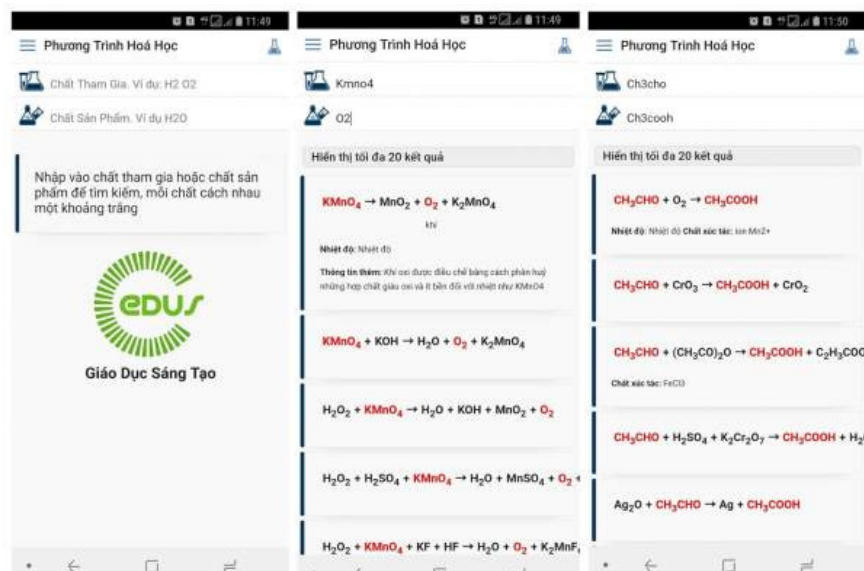 11:49
Phương Trình Hoá Học
Chất Tham Gia. Ví dụ: H2 O2
Chất Sản Phẩm. Ví dụ H2O
Nhập vào chất tham gia hoặc chất sản
phẩm để tìm kiếm, mỗi chất cách nhau
một khoảng trắng
eDUS
Giáo Dục Sáng Tạo
11:49
Phương Trình Hoá Học
Kmno4
O2
Hiển thị tối đa 20 kết quả
KMnO₄ → MnO₂ + O₂ + K₂MnO₄
khí
Nhiệt độ: Nhiệt độ
Thông tin thêm: Khí oxi được điều chế bằng cách phân huỷ
những hợp chất giàu oxi và ít bền đối với nhiệt như KMnO4
KMnO₄ + KOH → H₂O + O₂ + K₂MnO₄
H₂O₂ + KMnO₄ → H₂O + KOH + MnO₂ + O₂
H₂O₂ + H₂SO₄ + KMnO₄ → H₂O + MnSO₄ + O₂ +
H₂O₂ + KMnO₄ + KF + HF → H₂O + O₂ + K₂MnF
11:50
Phương Trình Hoá Học
Ch3cho
Ch3cooh
Hiển thị tối đa 20 kết quả
CH₃CHO + O₂ → CH₃COOH
Nhiệt độ: Nhiệt độ Chất xúc tác: ion Mn2+
CH₃CHO + CrO₃ → CH₃COOH + CrO₂
CH₃CHO + (CH₃CO)₂O → CH₃COOH + C₂H₃COO
Chất xúc tác: FeCl3
CH₃CHO + H₂SO₄ + K₂Cr₂O₇ → CH₃COOH + H₂
Ag₂O + CH₃CHO → Ag + CH₃COOH